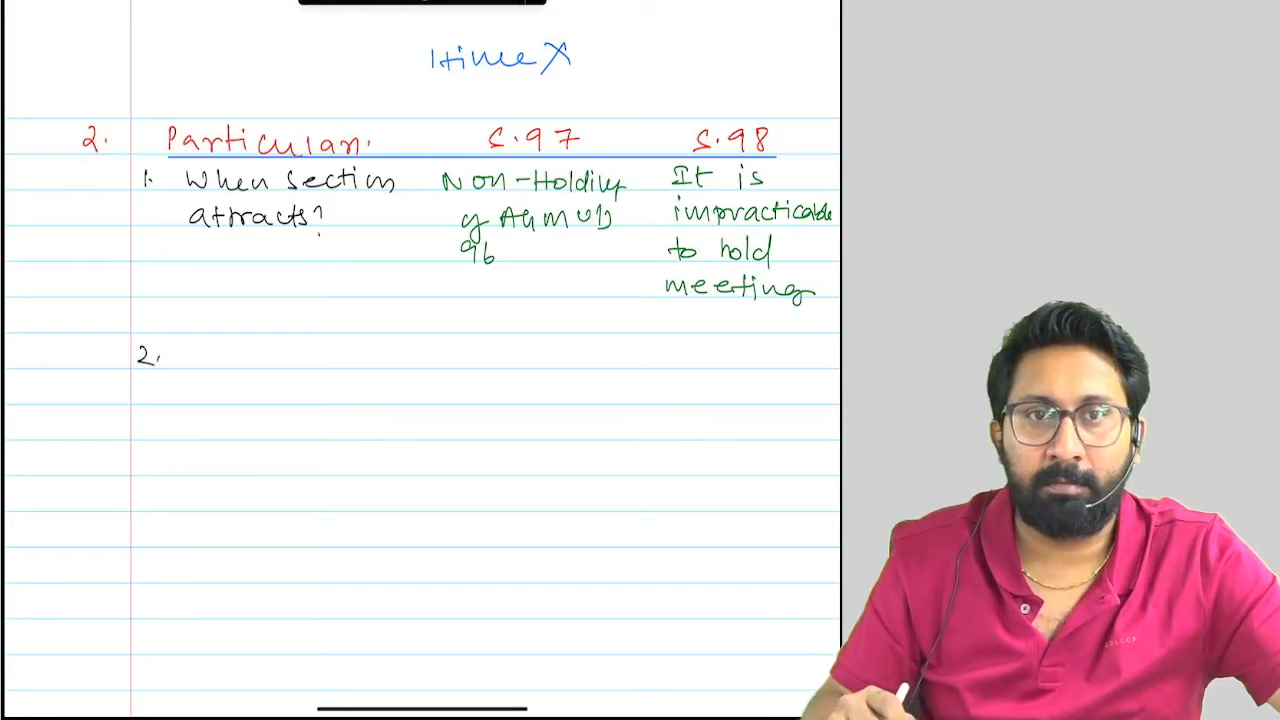 1time X
2. Particular. S.97 S.98
1. When section Non-Holding It is
attracts? of AGM U/S impracticable
96 to hold
meeting
2.